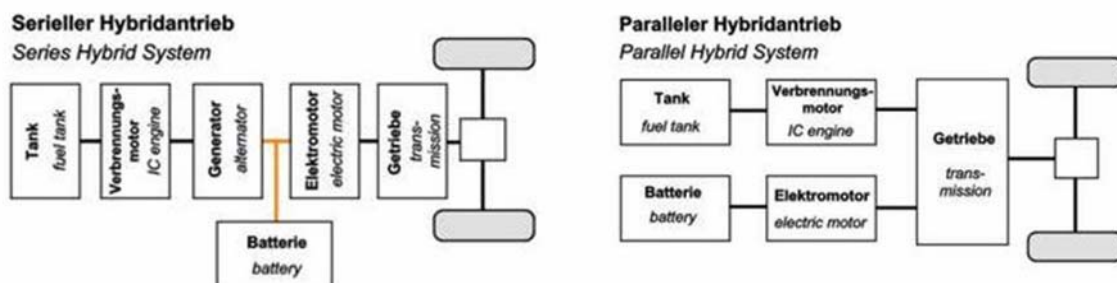 Serieller Hybridantrieb
Series Hybrid System
Tank
fuel tank
Verbrennungs-
motor
IC engine
Generator
alternator
Elektromotor
electric motor
Getriebe
trans-
mission
Batterie
battery
Paralleler Hybridantrieb
Parallel Hybrid System
Tank
fuel tank
Verbrennungs-
motor
IC engine
Getriebe
trans-
mission
Batterie
battery
Elektromotor
electric motor